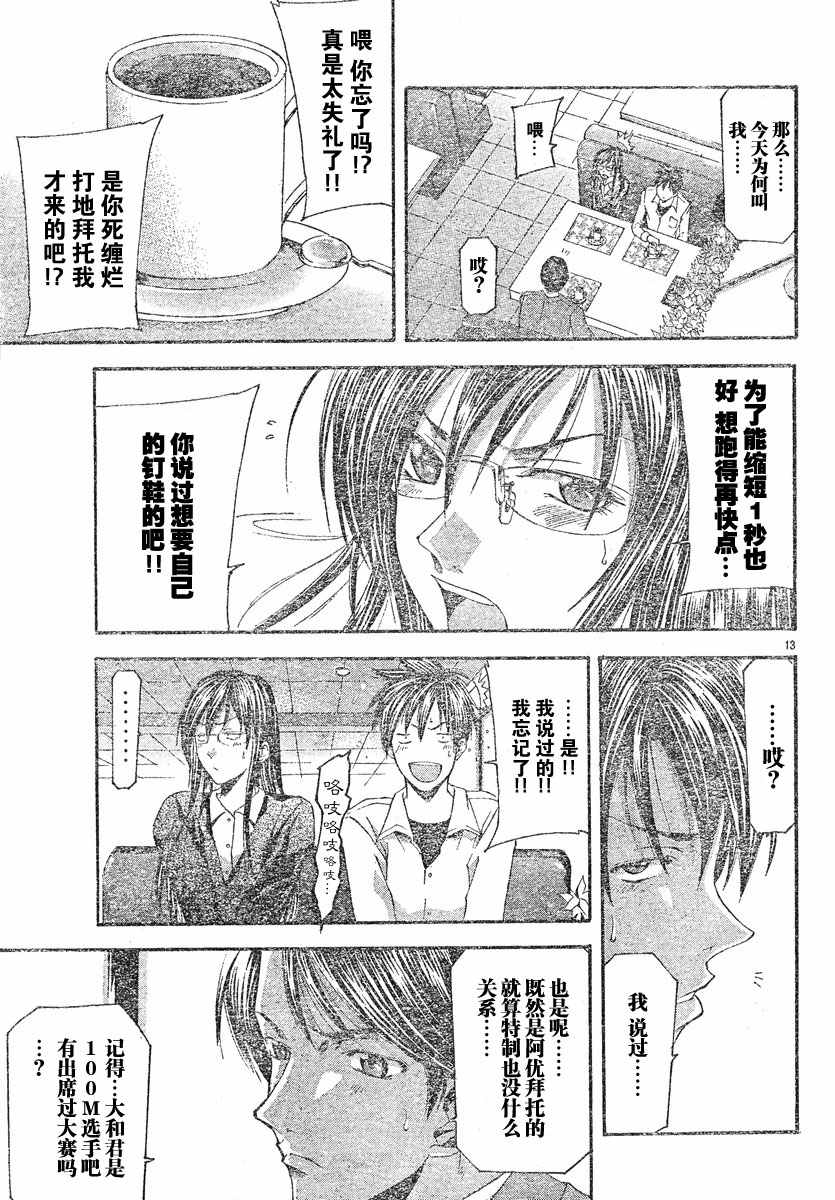 那么……
今天为何叫
我……
喂…
哎?
喂 你忘了吗!?
真是太失礼了!!
是你死缠烂
打地拜托我
才来的吧!?
为了能缩短1秒也
好 想跑得再快点…
你说过想要自己
的钉鞋的吧!!
13
……哎?
我 说过……
……是!!
我说过的!!
我忘记了!!
咯吱咯吱咯吱…
………
也是呢……
既然是阿优拜托的
就算特制也没什么
关系……
记得…大和君是
100M选手吧
有出席过大赛吗
…?